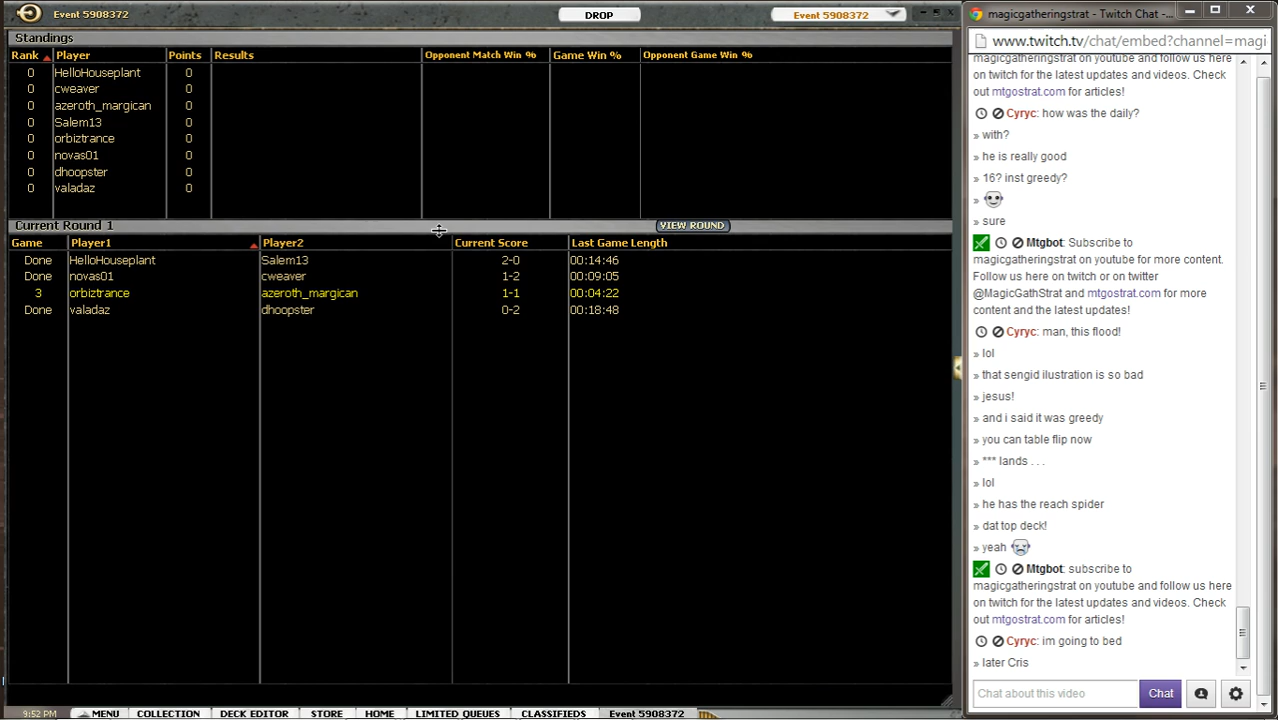 Event 5908372
DROP
Event 5908372
Standings
Rank Player Points Results Opponent Match Win % Game Win % Opponent Game Win %
0 HelloHouseplant 0
0 cweaver 0
0 azeroth_margican 0
0 Salem13 0
0 orbiztrance 0
0 novas01 0
0 dhoopster 0
0 valadaz 0
Current Round 1
VIEW ROUND
Game Player1 Player2 Current Score Last Game Length
Done HelloHouseplant Salem13 2-0 00:14:46
Done novas01 cweaver 1-2 00:09:05
3 orbiztrance azeroth_margican 1-1 00:04:22
Done valadaz dhoopster 0-2 00:18:48
9:52 PM MENU COLLECTION DECK EDITOR STORE HOME LIMITED QUEUES CLASSIFIEDS Event 5908372
magicgatheringstrat - Twitch Chat -...
www.twitch.tv/chat/embed?channel=magi
magicgatheringstrat on youtube and follow us here
on twitch for the latest updates and videos. Check
out mtgostrat.com for articles!
Cyryc: how was the daily?
» with?
» he is really good
» 16? inst greedy?
»
» sure
Mtgbot: Subscribe to
magicgatheringstrat on youtube for more content.
Follow us here on twitch or on twitter
@MagicGathStrat and mtgostrat.com for more
content and the latest updates!
Cyryc: man, this flood!
» lol
» that sengid ilustration is so bad
» jesus!
» and i said it was greedy
» you can table flip now
» *** lands . . .
» lol
» he has the reach spider
» dat top deck!
» yeah
Mtgbot: subscribe to
magicgatheringstrat on youtube and follow us here
on twitch for the latest updates and videos. Check
out mtgostrat.com for articles!
Cyryc: im going to bed
» later Cris
Chat about this video
Chat